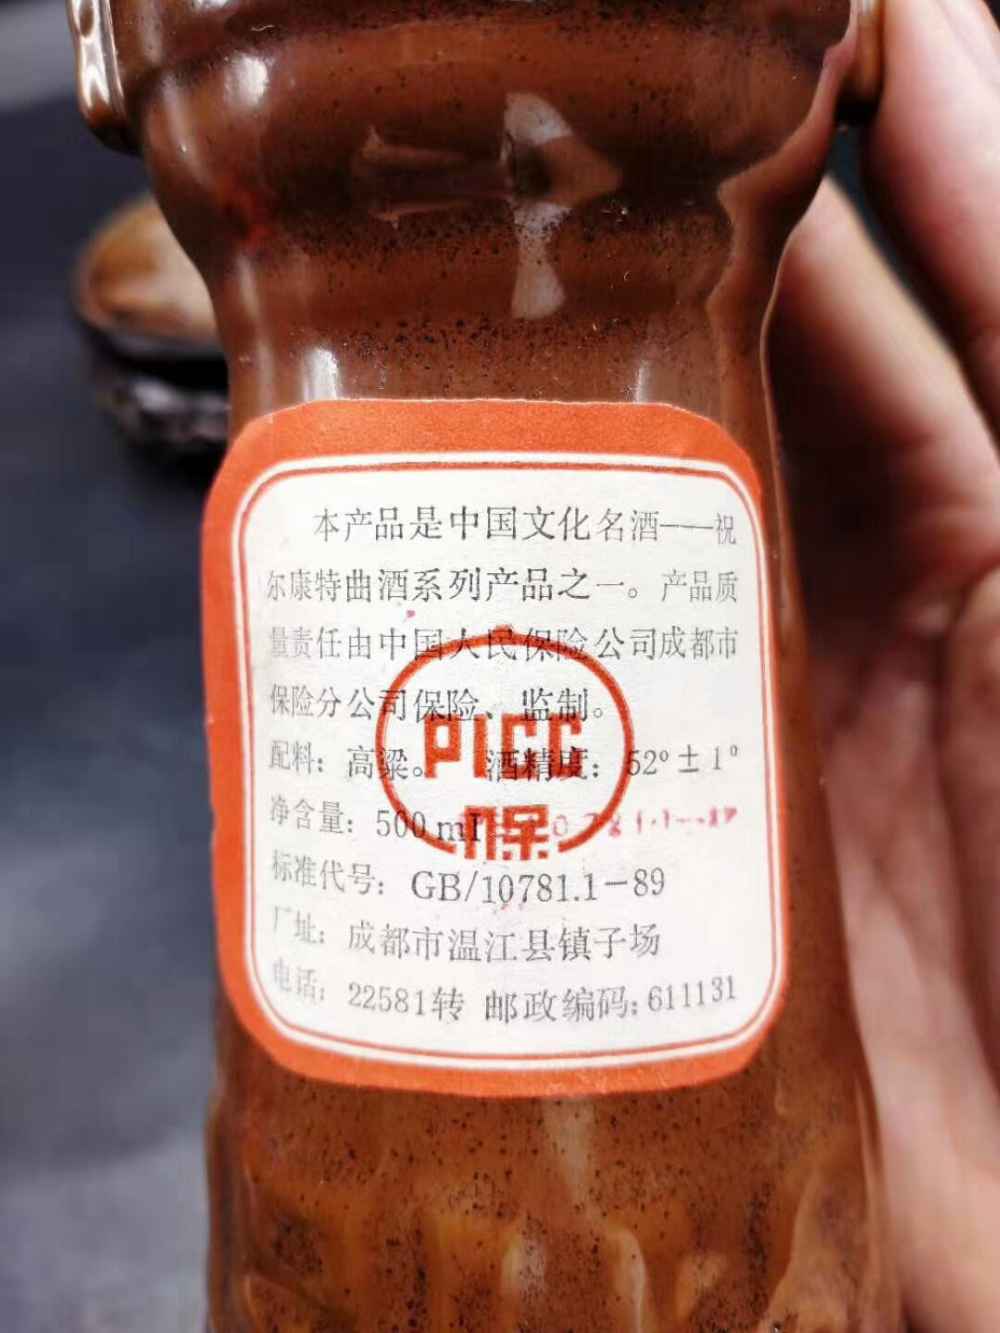 本产品是中国文化名酒——祝
尔康特曲酒系列产品之一。产品质
量责任由中国人民保险公司成都市
保险分公司保险、监制。
配料：高粱。 酒精度：52°±1°
PICC
净含量：500ml
保
标准代号：GB/10781.1-89
厂址：成都市温江县镇子场
电话：22581转 邮政编码：611131